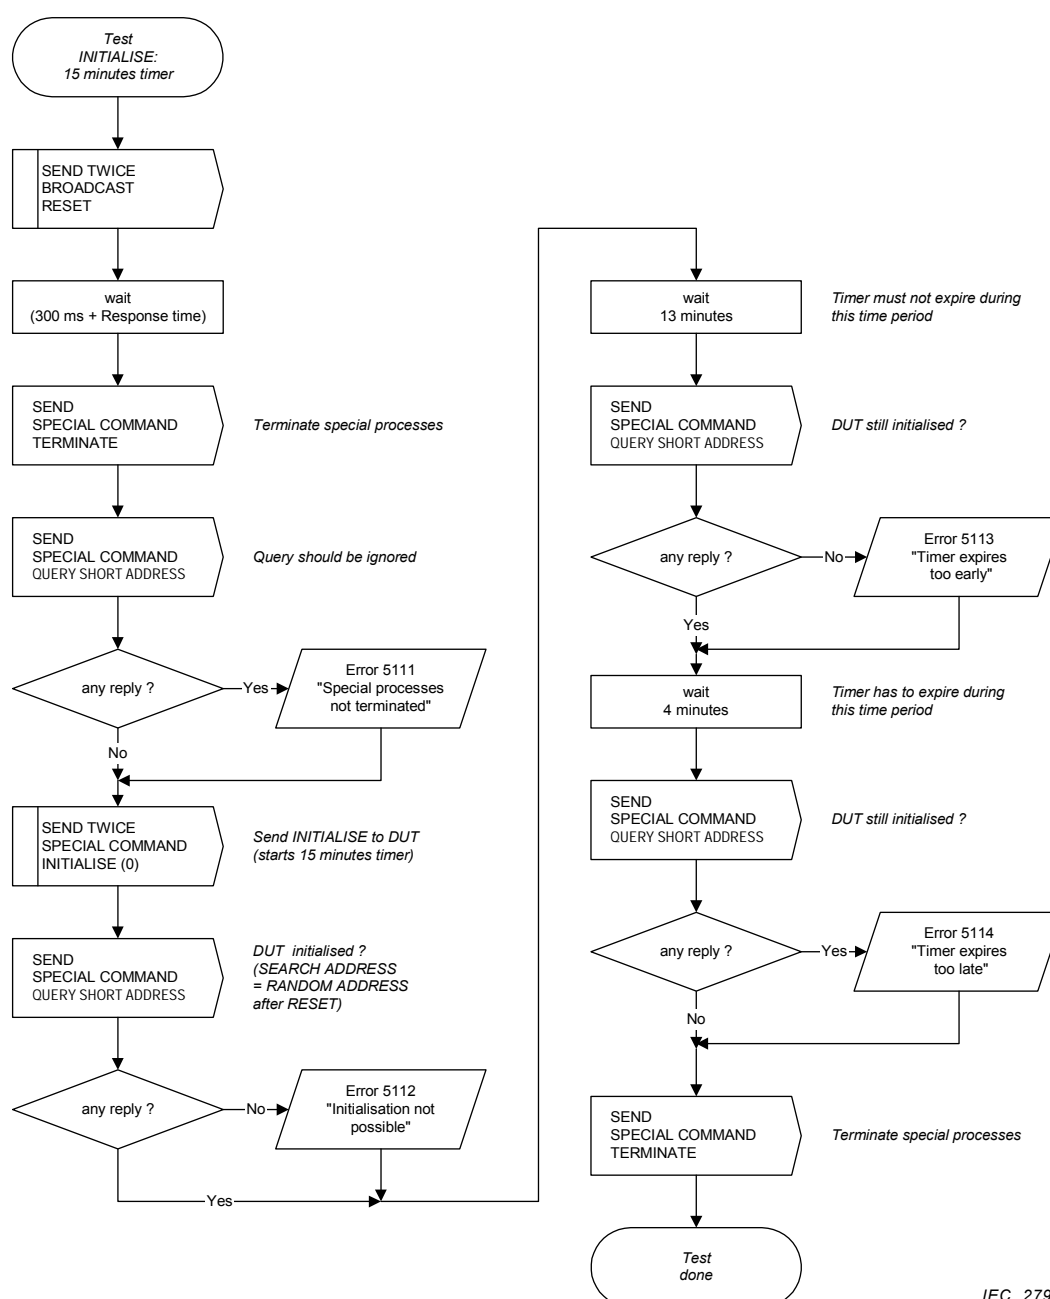 Test
INITIALISE:
15 minutes timer
SEND TWICE
BROADCAST
RESET
wait
(300 ms + Response time)
SEND
SPECIAL COMMAND
TERMINATE
Terminate special processes
SEND
SPECIAL COMMAND
QUERY SHORT ADDRESS
Query should be ignored
any reply ?
Yes
Error 5111
"Special processes
not terminated"
No
SEND TWICE
SPECIAL COMMAND
INITIALISE (0)
Send INITIALISE to DUT
(starts 15 minutes timer)
SEND
SPECIAL COMMAND
QUERY SHORT ADDRESS
DUT initialised ?
(SEARCH ADDRESS
= RANDOM ADDRESS
after RESET)
any reply ?
No
Error 5112
"Initialisation not
possible"
Yes
wait
13 minutes
Timer must not expire during
this time period
SEND
SPECIAL COMMAND
QUERY SHORT ADDRESS
DUT still initialised ?
any reply ?
No
Error 5113
"Timer expires
too early"
Yes
wait
4 minutes
Timer has to expire during
this time period
SEND
SPECIAL COMMAND
QUERY SHORT ADDRESS
DUT still initialised ?
any reply ?
Yes
Error 5114
"Timer expires
too late"
No
SEND
SPECIAL COMMAND
TERMINATE
Terminate special processes
Test
done
IEC 279